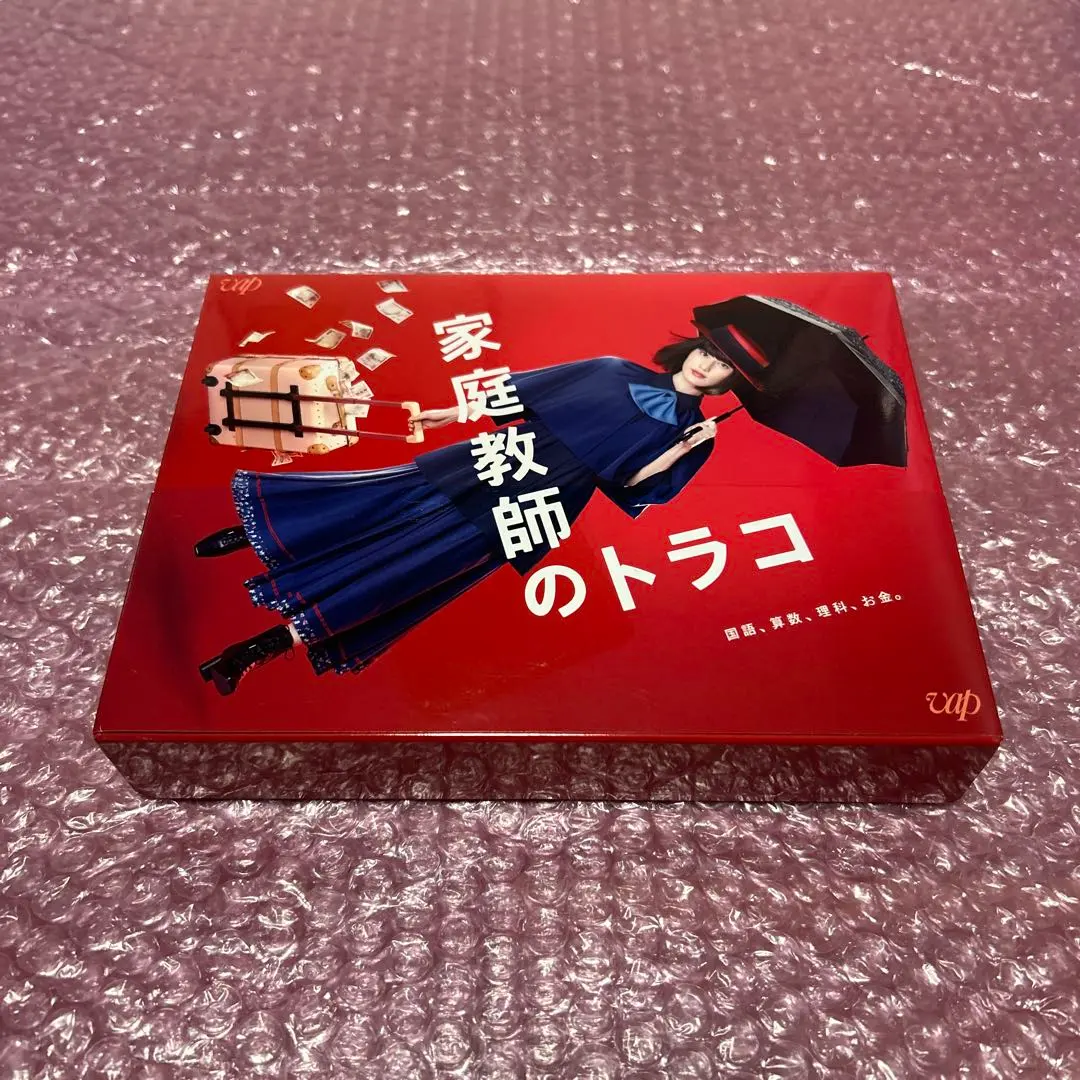 vap
家庭教師
のトラコ
国語、算数、理科、お金。
vap